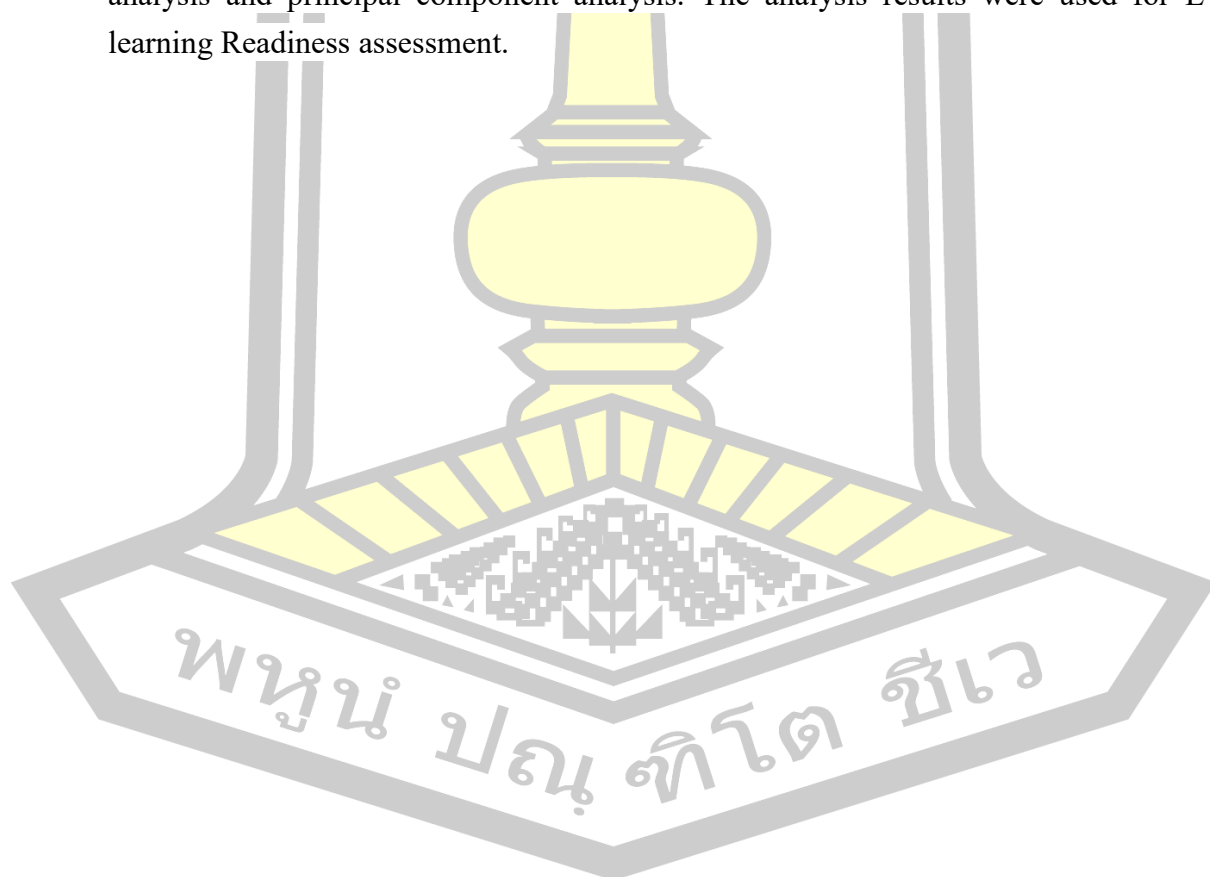 analysis and principal component analysis. The analysis results were used for E
learning Readiness assessment.
พหูนํ ปณฺฑิโต ชีเว